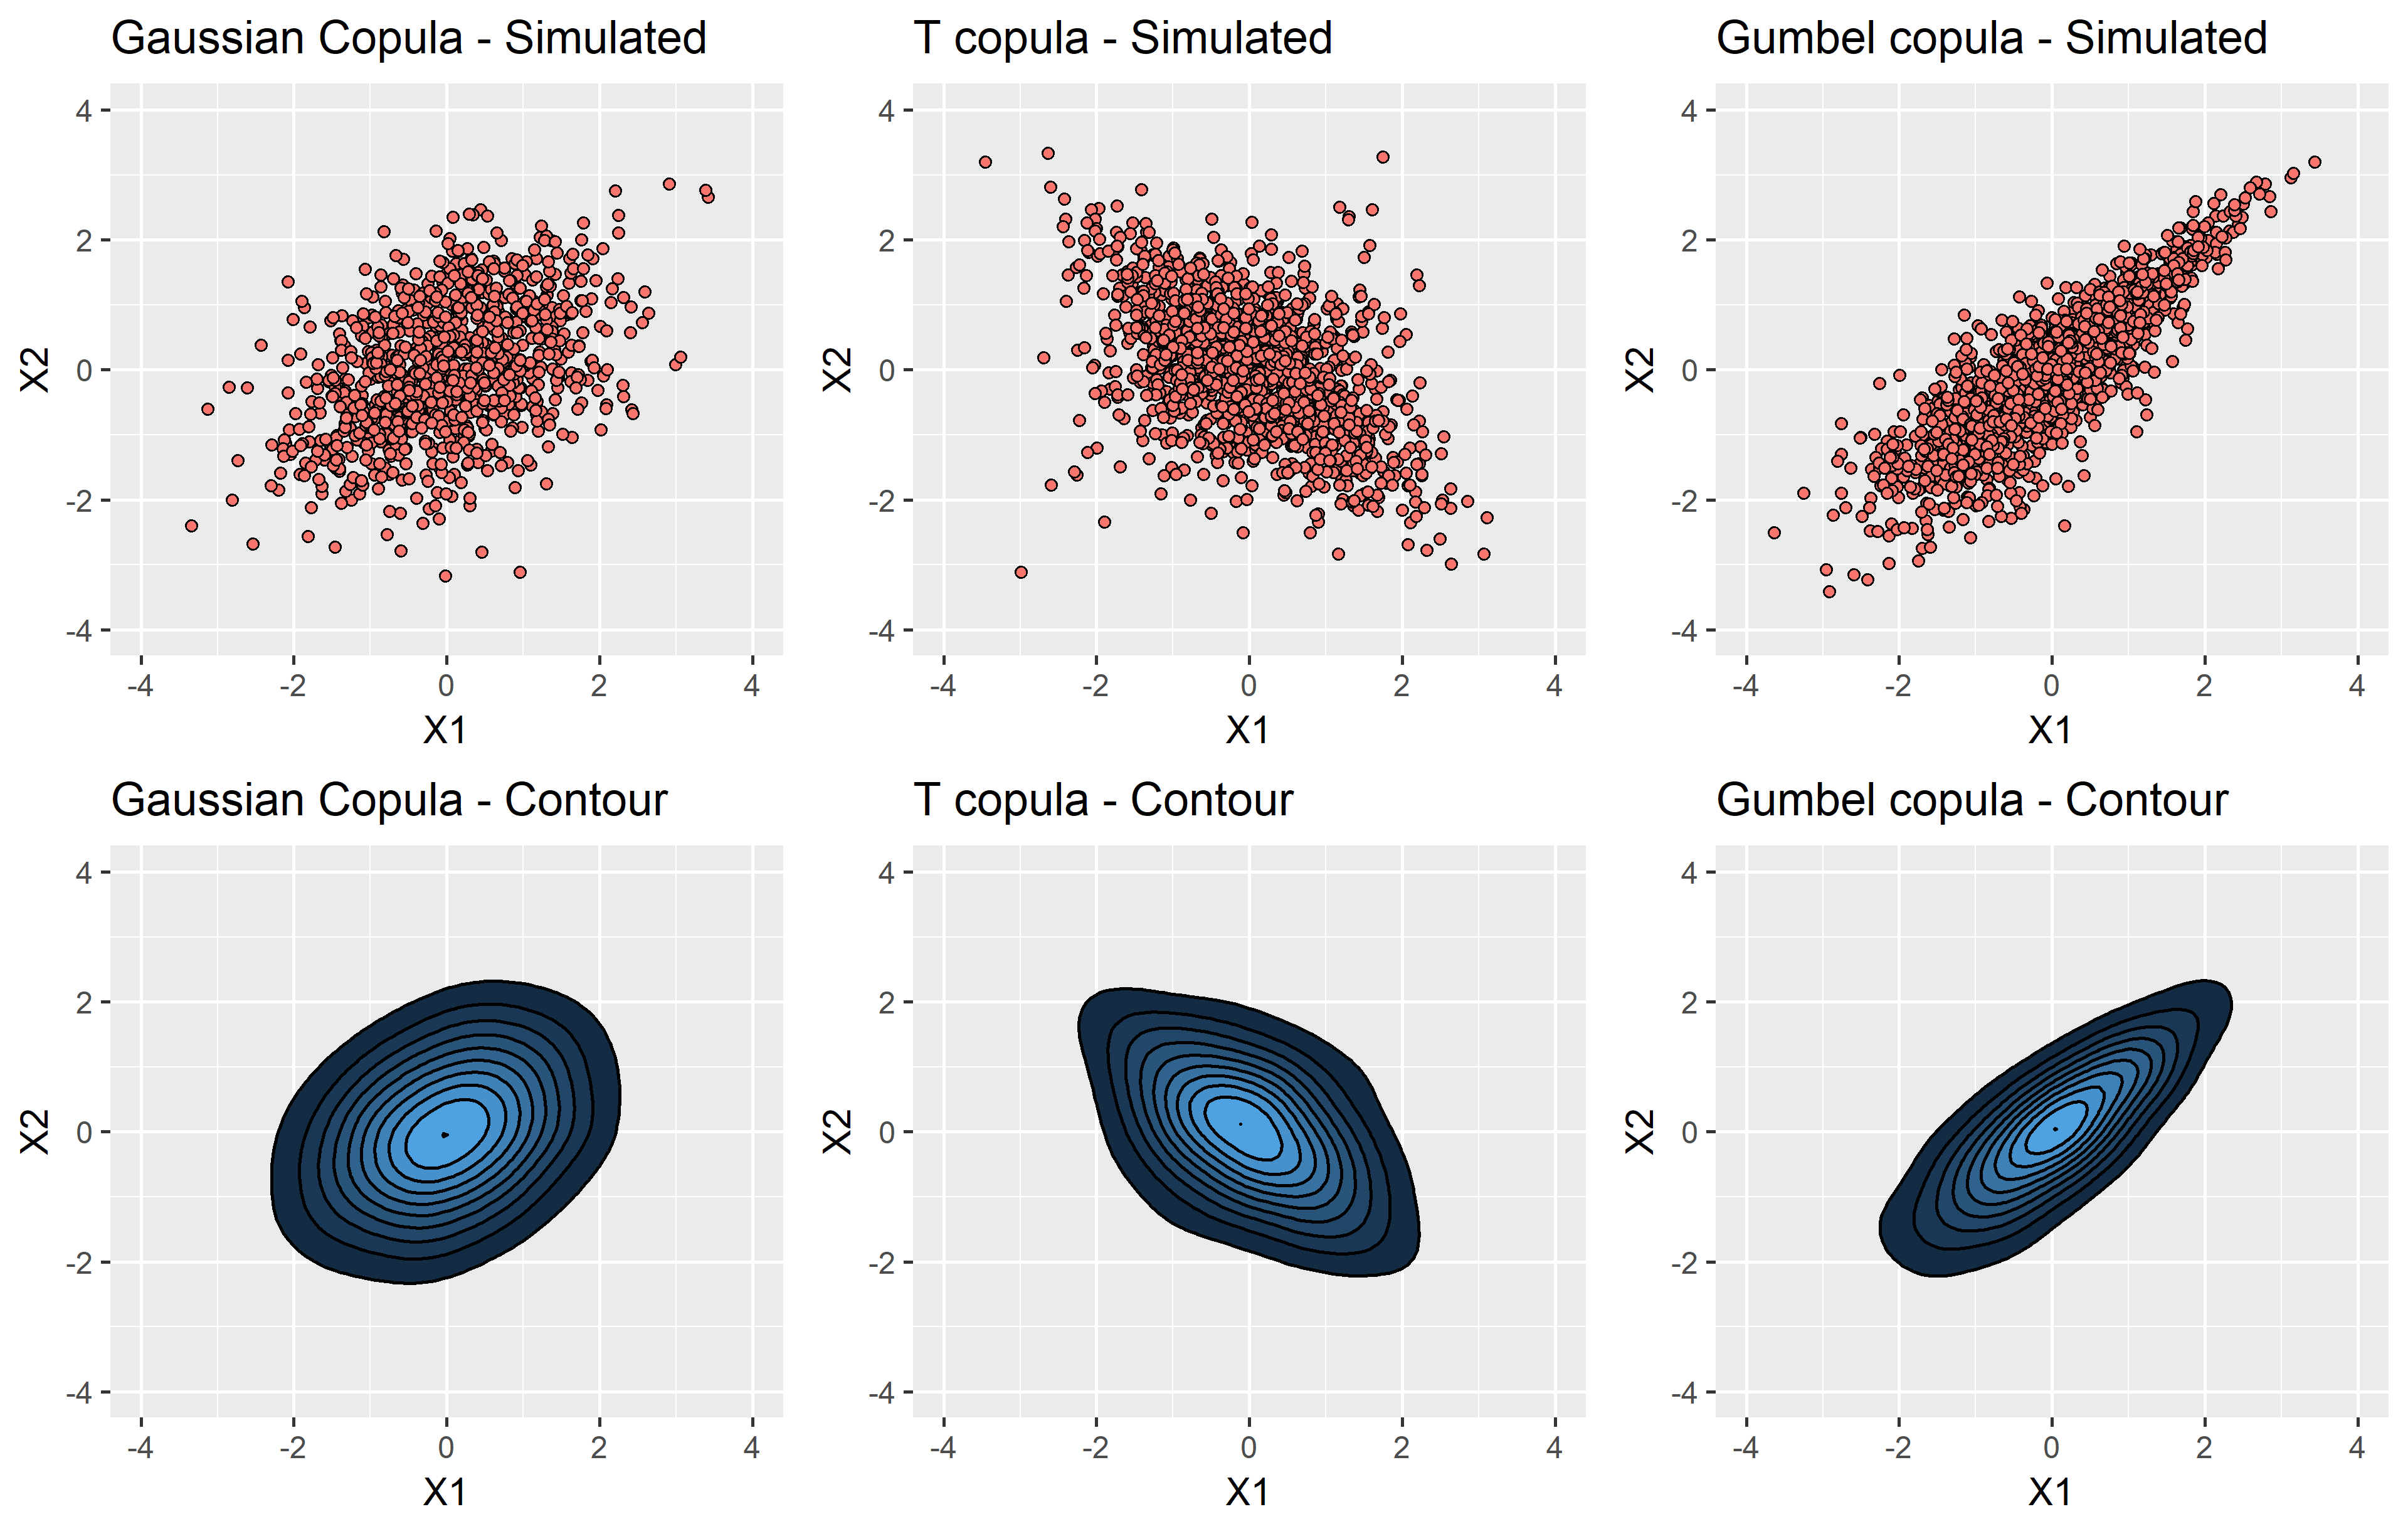 Gaussian Copula - Simulated
4
2
0
-2
-4
X2
-4 -2 0 2 4
X1
T copula - Simulated
4
2
0
-2
-4
X2
-4 -2 0 2 4
X1
Gumbel copula - Simulated
4
2
0
-2
-4
X2
-4 -2 0 2 4
X1
Gaussian Copula - Contour
4
2
0
-2
-4
X2
-4 -2 0 2 4
X1
T copula - Contour
4
2
0
-2
-4
X2
-4 -2 0 2 4
X1
Gumbel copula - Contour
4
2
0
-2
-4
X2
-4 -2 0 2 4
X1